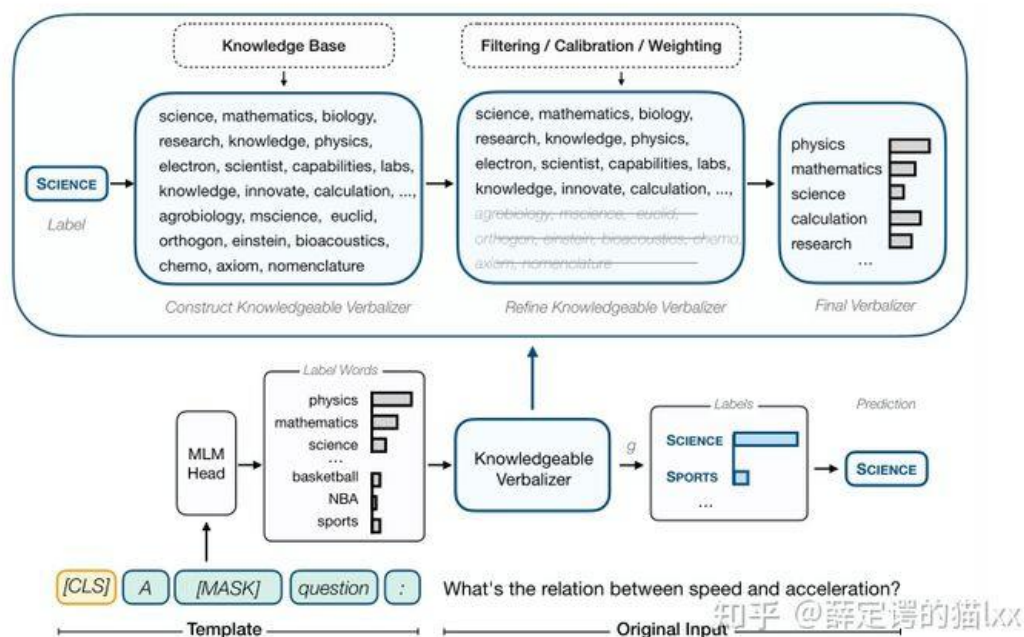 Knowledge Base
Filtering / Calibration / Weighting
SCIENCE
Label
science, mathematics, biology,
research, knowledge, physics,
electron, scientist, capabilities, labs,
knowledge, innovate, calculation, ...,
agrobiology, mscience, euclid,
orthogon, einstein, bioacoustics,
chemo, axiom, nomenclature
Construct Knowledgeable Verbalizer
science, mathematics, biology,
research, knowledge, physics,
electron, scientist, capabilities, labs,
knowledge, innovate, calculation, ...,
agrobiology, mscience, euclid,
orthogon, einstein, bioacoustics, chemo,
axiom, nomenclature
Refine Knowledgeable Verbalizer
physics
mathematics
science
calculation
research
...
Final Verbalizer
Label Words
physics
mathematics
science
...
basketball
NBA
sports
MLM
Head
Knowledgeable
Verbalizer
g
Labels
SCIENCE
SPORTS
...
Prediction
SCIENCE
[CLS] A [MASK] question : What's the relation between speed and acceleration?
Template
Original Input
知乎 @薛定谔的猫lxx